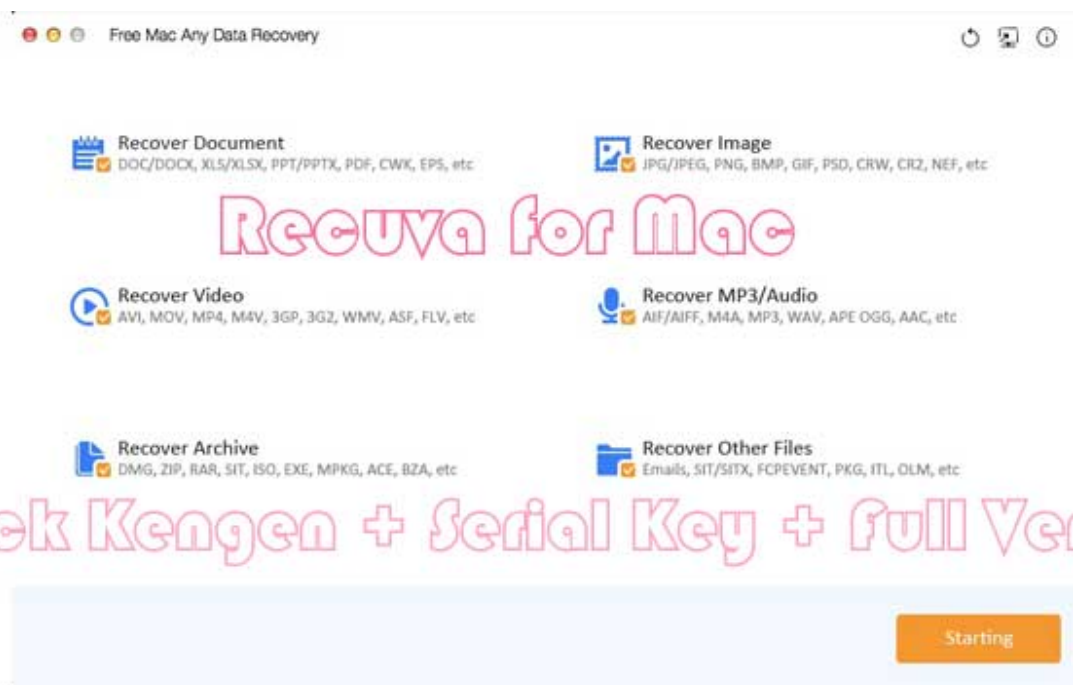 Free Mac Any Data Recovery
Recover Document
DOC/DOCX, XLS/XLSX, PPT/PPTX, PDF, CWK, EPS, etc
Recover Image
JPG/JPEG, PNG, BMP, GIF, PSD, CRW, CR2, NEF, etc
Recuva for Mac
Recover Video
AVI, MOV, MP4, M4V, 3GP, 3G2, WMV, ASF, FLV, etc
Recover MP3/Audio
AIF/AIFF, M4A, MP3, WAV, APE OGG, AAC, etc
Recover Archive
DMG, ZIP, RAR, SIT, ISO, EXE, MPKG, ACE, BZA, etc
Recover Other Files
Emails, SIT/SITX, FCPEVENT, PKG, ITL, OLM, etc
ck Kengen + Serial Key + Full Ver
Starting